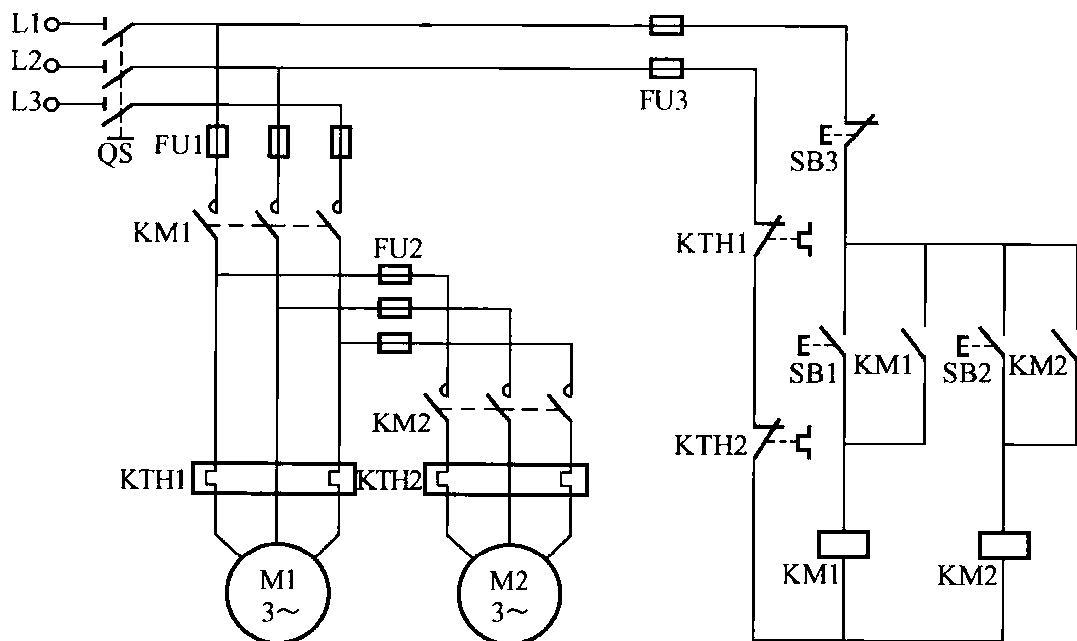 L1
L2
L3
QS
FU1
FU3
SB3
KM1
FU2
KTH1
SB1
KM1
SB2
KM2
KM2
KTH2
KTH1
KTH2
KM1
KM2
M1
3~
M2
3~